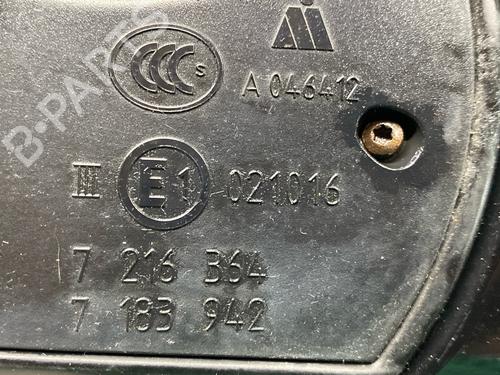 CCC S
A 046412
III E1 021016
7 216 364
7 183 942
B-PARTS